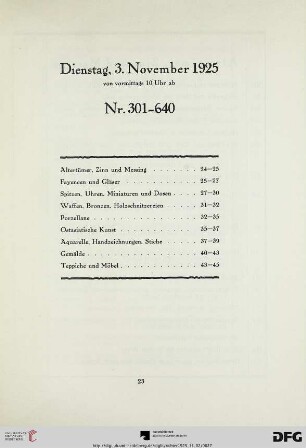 Dienstag, 3. November 1925
von vormittags 10 Uhr ab
Nr. 301-640
Altertümer, Zinn und Messing . . . . . . . 24—25
Fayencen und Gläser . . . . . . . . . . 25—27
Spitzen, Uhren, Miniaturen und Dosen . . . . 27—30
Waffen, Bronzen, Holzschnitzereien . . . . . 31—32
Porzellane . . . . . . . . . . . . . . 32—35
Ostasiatische Kunst . . . . . . . . . . 35—37
Aquarelle, Handzeichnungen, Stiche . . . . . 37—39
Gemälde . . . . . . . . . . . . . . . 40—43
Teppiche und Möbel . . . . . . . . . . . 43—45
23
DFG